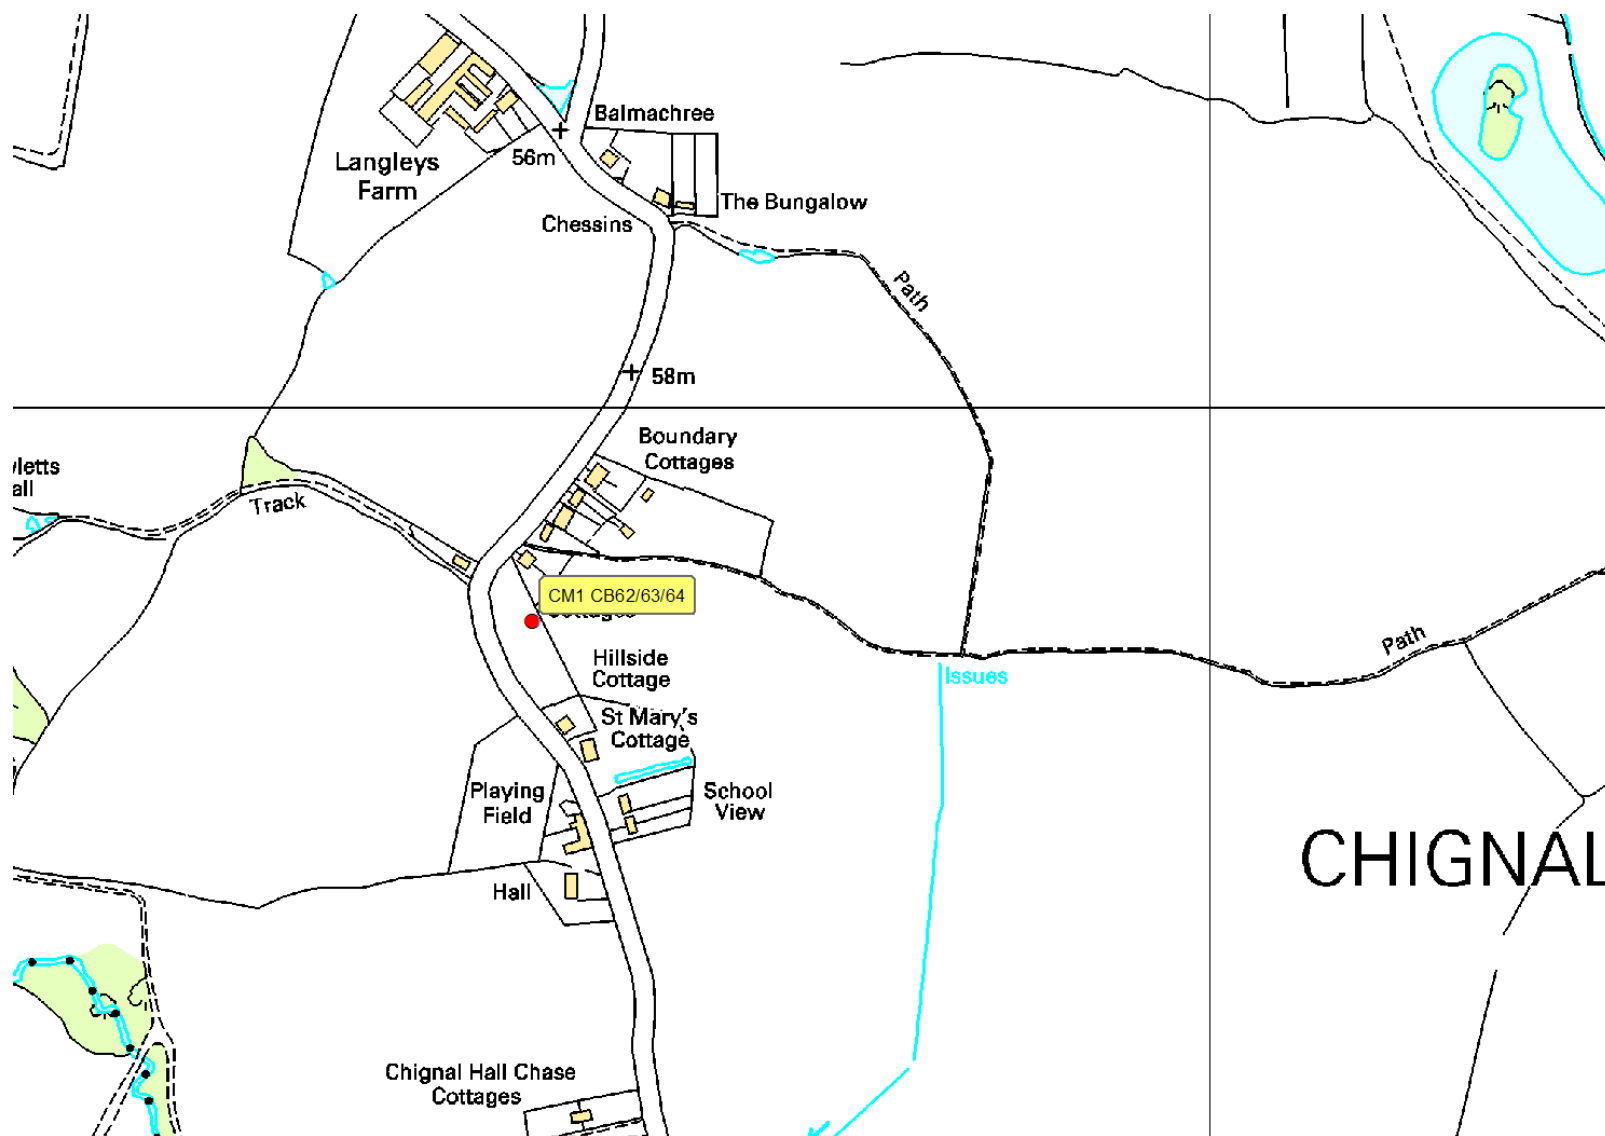 Balmachree
56m
Langleys
Farm
The Bungalow
Chessins
Path
58m
Boundary
Cottages
Track
CM1 CB62/63/64
Hillside
Cottage
Path
Issues
St Mary's
Cottage
Playing
Field
School
View
CHIGNAL
Hall
Chignal Hall Chase
Cottages